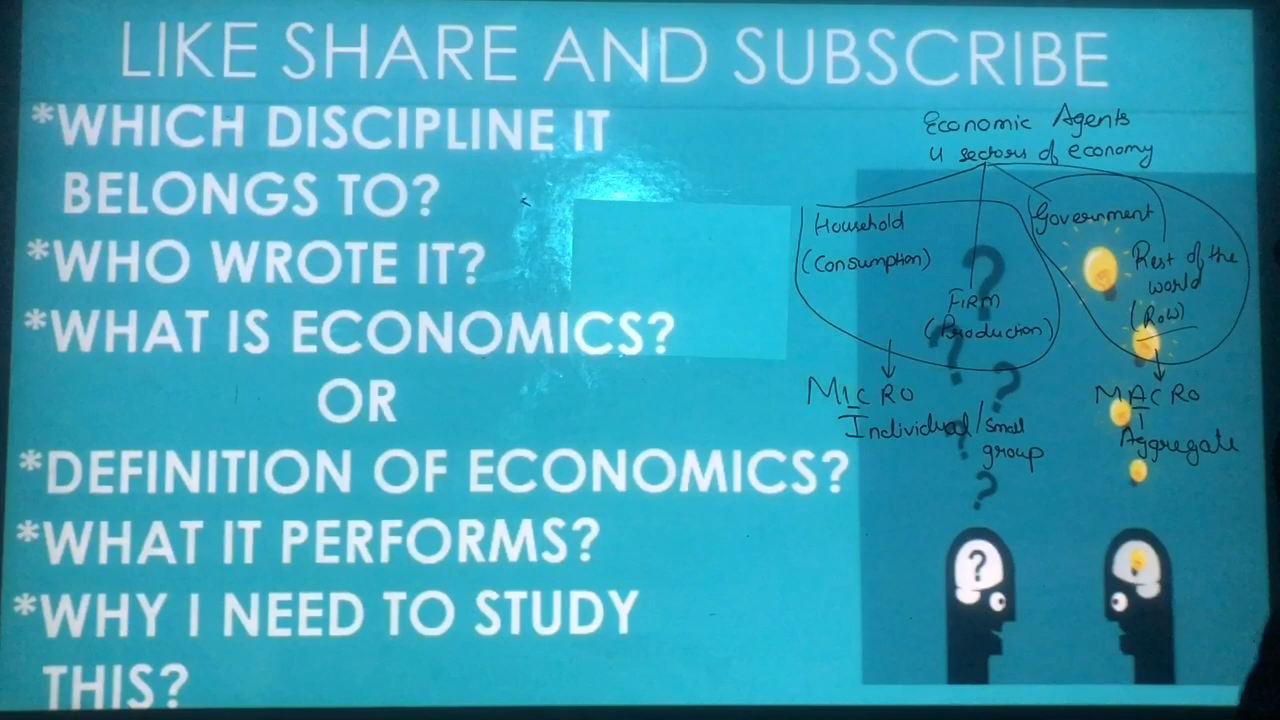 LIKE SHARE AND SUBSCRIBE
*WHICH DISCIPLINE IT
BELONGS TO?
*WHO WROTE IT?
*WHAT IS ECONOMICS?
OR
*DEFINITION OF ECONOMICS?
*WHAT IT PERFORMS?
*WHY I NEED TO STUDY
THIS?
Economic Agents
4 sectors of economy
Household
(Consumption)
FIRM
(Production)
Government
Rest of the
world
(RoW)
MICRO
Individual/small
group
MACRO
Aggregate
? ? ? ? ?
?